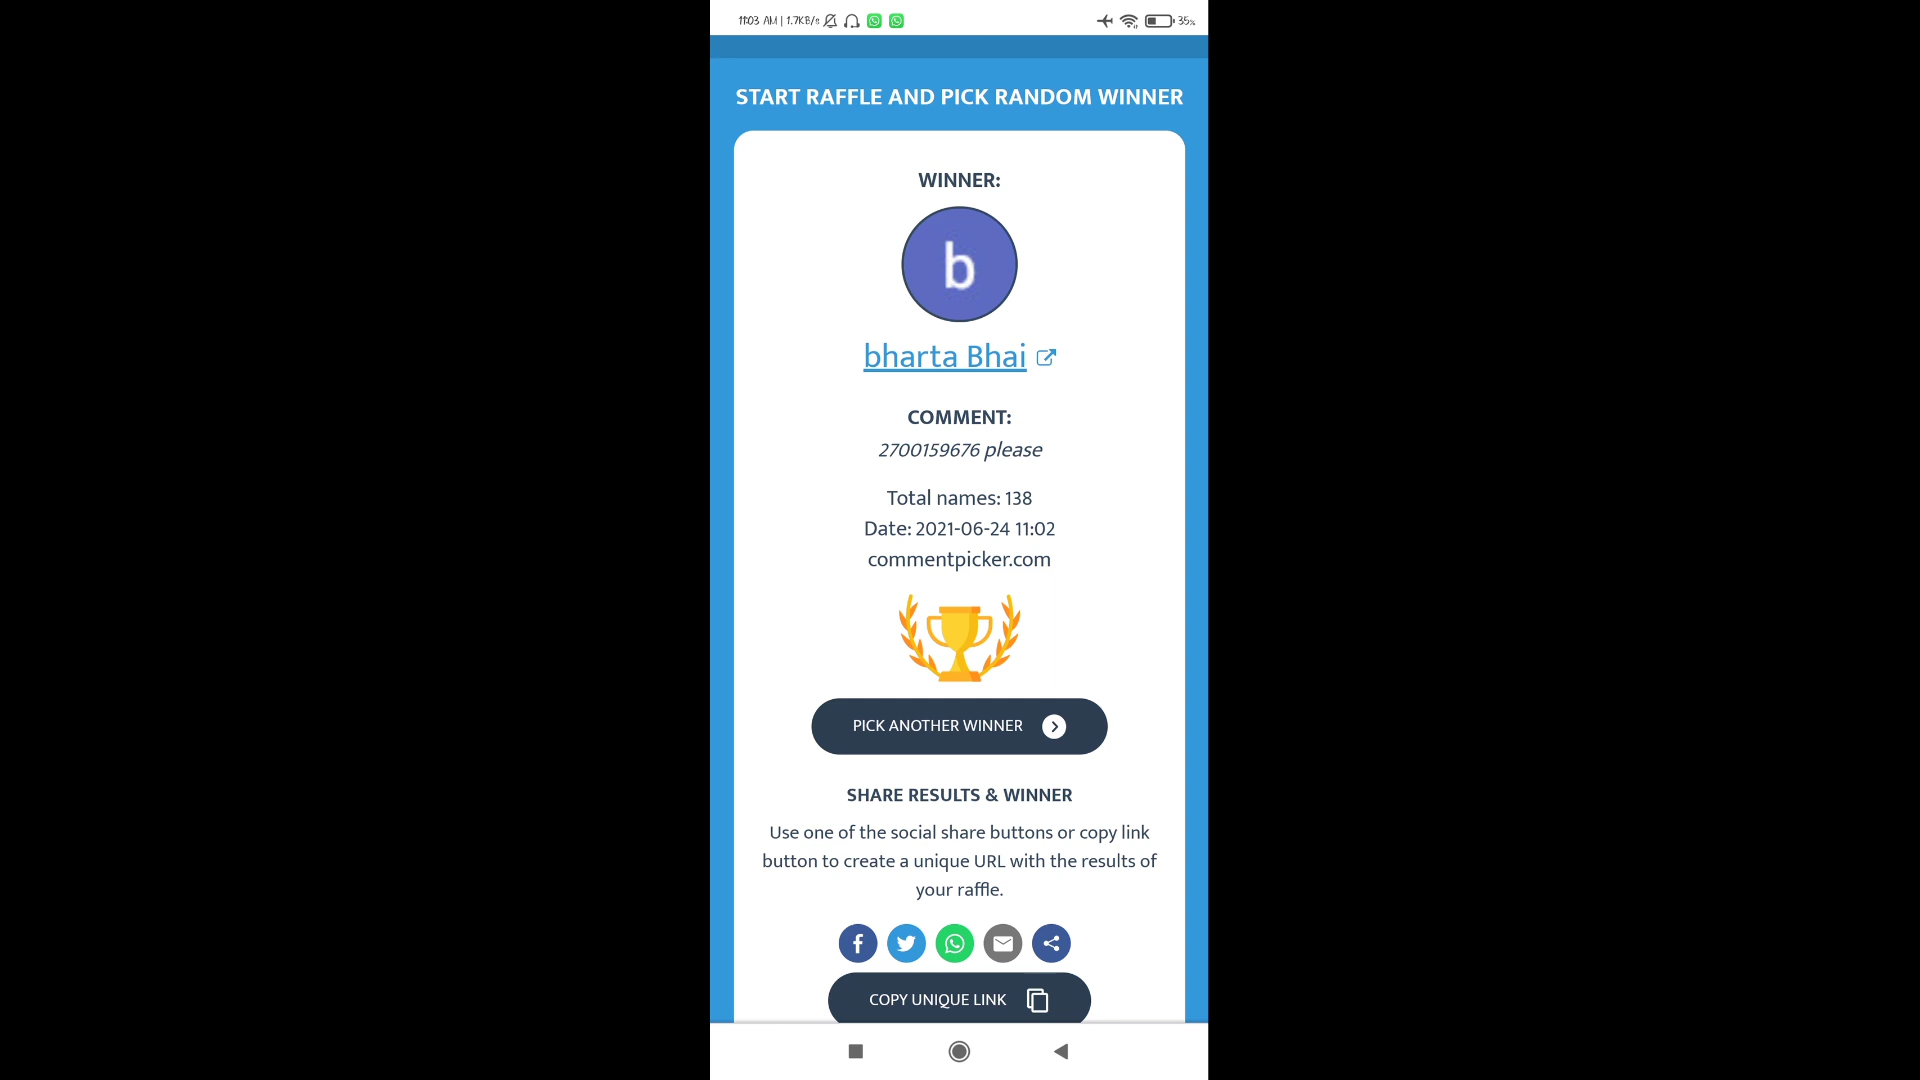 11:03 AM | 1.7KB/s
35%
START RAFFLE AND PICK RANDOM WINNER
WINNER:
b
bharta Bhai
COMMENT:
2700159676 please
Total names: 138
Date: 2021-06-24 11:02
commentpicker.com
PICK ANOTHER WINNER
SHARE RESULTS & WINNER
Use one of the social share buttons or copy link
button to create a unique URL with the results of
your raffle.
COPY UNIQUE LINK